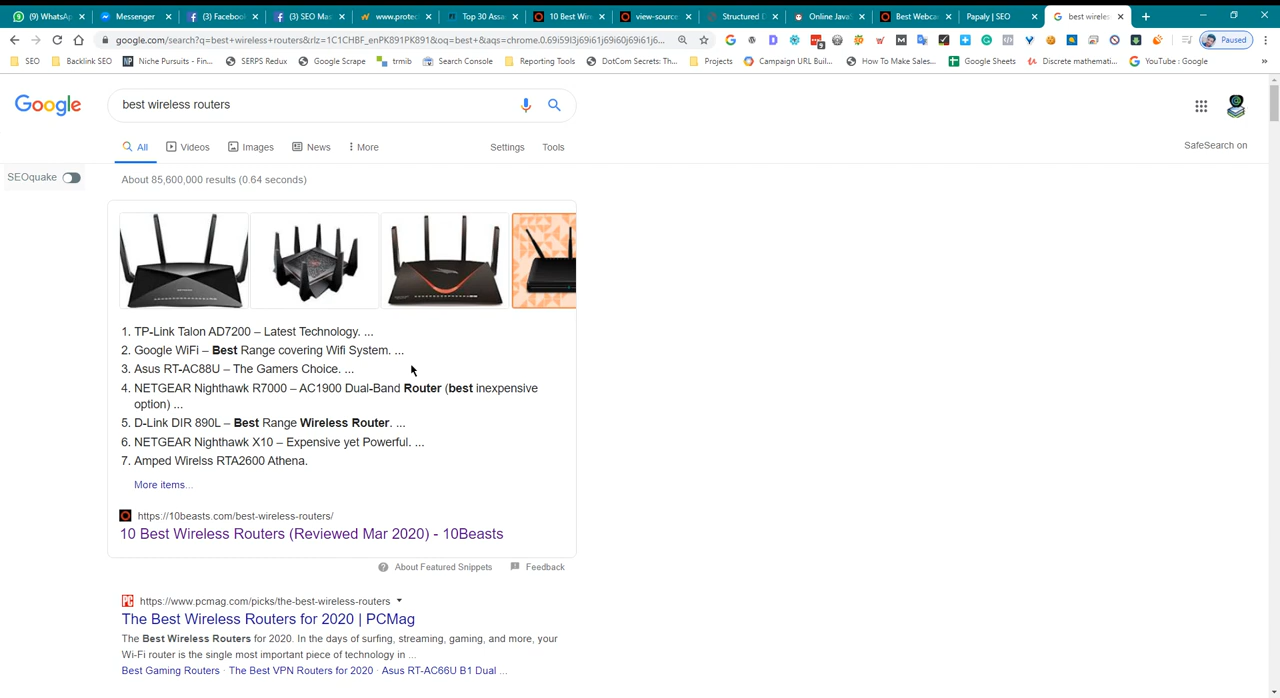 (9) WhatsA
Messenger
(3) Faceboo
(3) SEO Mas
www.protec
Top 30 Assa
10 Best Win
view-source
Structured D
Online JavaS
Best Webca
Papaly | SEO
best wireles
google.com/search?q=best+wireless+routers&rlz=1C1CHBF_enPK891PK891&oq=best+&aqs=chrome.0.69i59l3j69i61j69i60j69i61j6...
Paused
SEO
Backlink SEO
Niche Pursuits - Fin...
SERPS Redux
Google Scrape
trmib
Search Console
Reporting Tools
DotCom Secrets: Th...
Projects
Campaign URL Buil...
How To Make Sales...
Google Sheets
Discrete mathemati...
YouTube : Google
»
Google
best wireless routers
All
Videos
Images
News
More
Settings
Tools
SafeSearch on
SEOquake
About 85,600,000 results (0.64 seconds)
1. TP-Link Talon AD7200 – Latest Technology. ...
2. Google WiFi – Best Range covering Wifi System. ...
3. Asus RT-AC88U – The Gamers Choice. ...
4. NETGEAR Nighthawk R7000 – AC1900 Dual-Band Router (best inexpensive
option) ...
5. D-Link DIR 890L – Best Range Wireless Router. ...
6. NETGEAR Nighthawk X10 – Expensive yet Powerful. ...
7. Amped Wirelss RTA2600 Athena.
More items...
https://10beasts.com/best-wireless-routers/
10 Best Wireless Routers (Reviewed Mar 2020) - 10Beasts
About Featured Snippets
Feedback
https://www.pcmag.com/picks/the-best-wireless-routers
The Best Wireless Routers for 2020 | PCMag
The Best Wireless Routers for 2020. In the days of surfing, streaming, gaming, and more, your
Wi-Fi router is the single most important piece of technology in ...
Best Gaming Routers · The Best VPN Routers for 2020 · Asus RT-AC66U B1 Dual ...